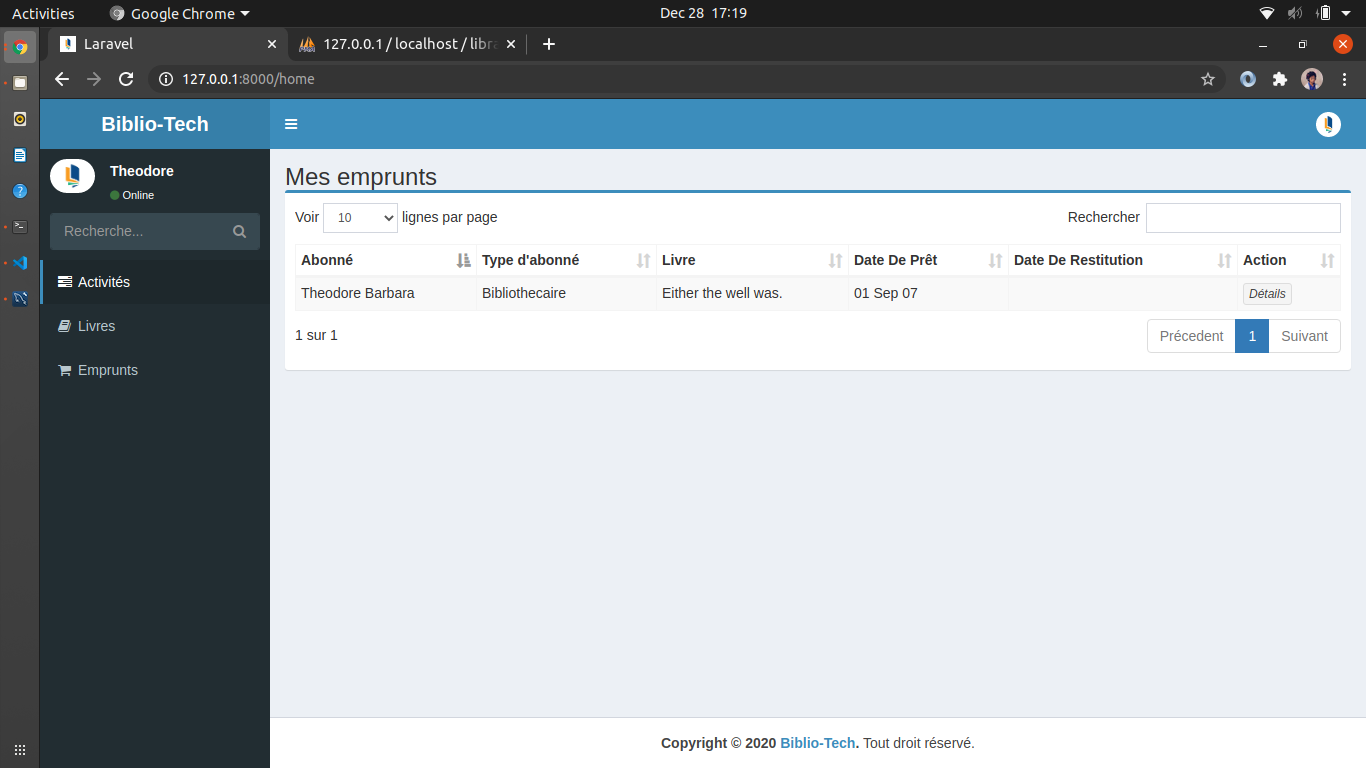 Activities Google Chrome Dec 28 17:19
Laravel 127.0.0.1 / localhost / libra
127.0.0.1:8000/home
Biblio-Tech
Theodore
Online
Recherche...
Activités
Livres
Emprunts
Mes emprunts
Voir 10 lignes par page Rechercher
Abonné Type d'abonné Livre Date De Prêt Date De Restitution Action
Theodore Barbara Bibliothecaire Either the well was. 01 Sep 07 Détails
1 sur 1 Précedent 1 Suivant
Copyright © 2020 Biblio-Tech. Tout droit réservé.